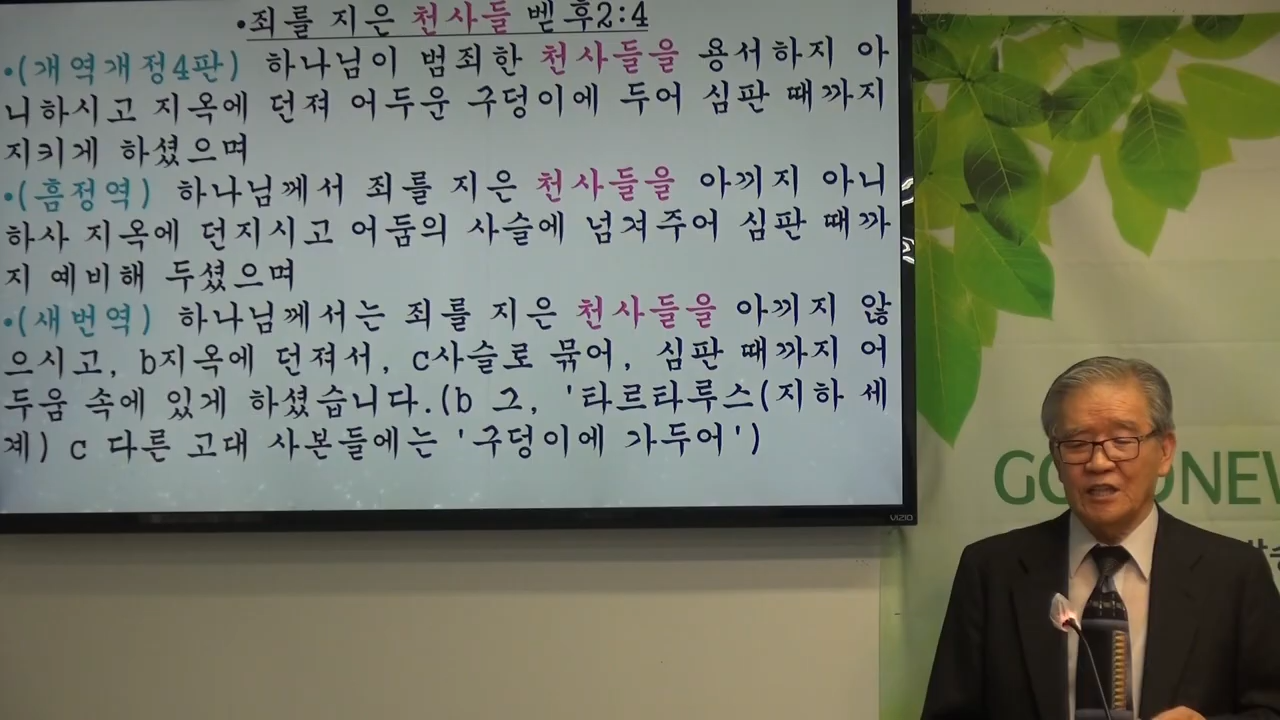 •죄를 지은 천사들 벧후2:4
•(개역개정4판) 하나님이 범죄한 천사들을 용서하지 아
니하시고 지옥에 던져 어두운 구덩이에 두어 심판 때까지
지키게 하셨으며
•(흠정역) 하나님께서 죄를 지은 천사들을 아끼지 아니
하사 지옥에 던지시고 어둠의 사슬에 넘겨주어 심판 때까
지 예비해 두셨으며
•(새번역) 하나님께서는 죄를 지은 천사들을 아끼지 않
으시고, b지옥에 던져서, c사슬로 묶어, 심판 때까지 어
두움 속에 있게 하셨습니다.(b 그, '타르타루스(지하 세
계) c 다른 고대 사본들에는 '구덩이에 가두어')
VIZIO